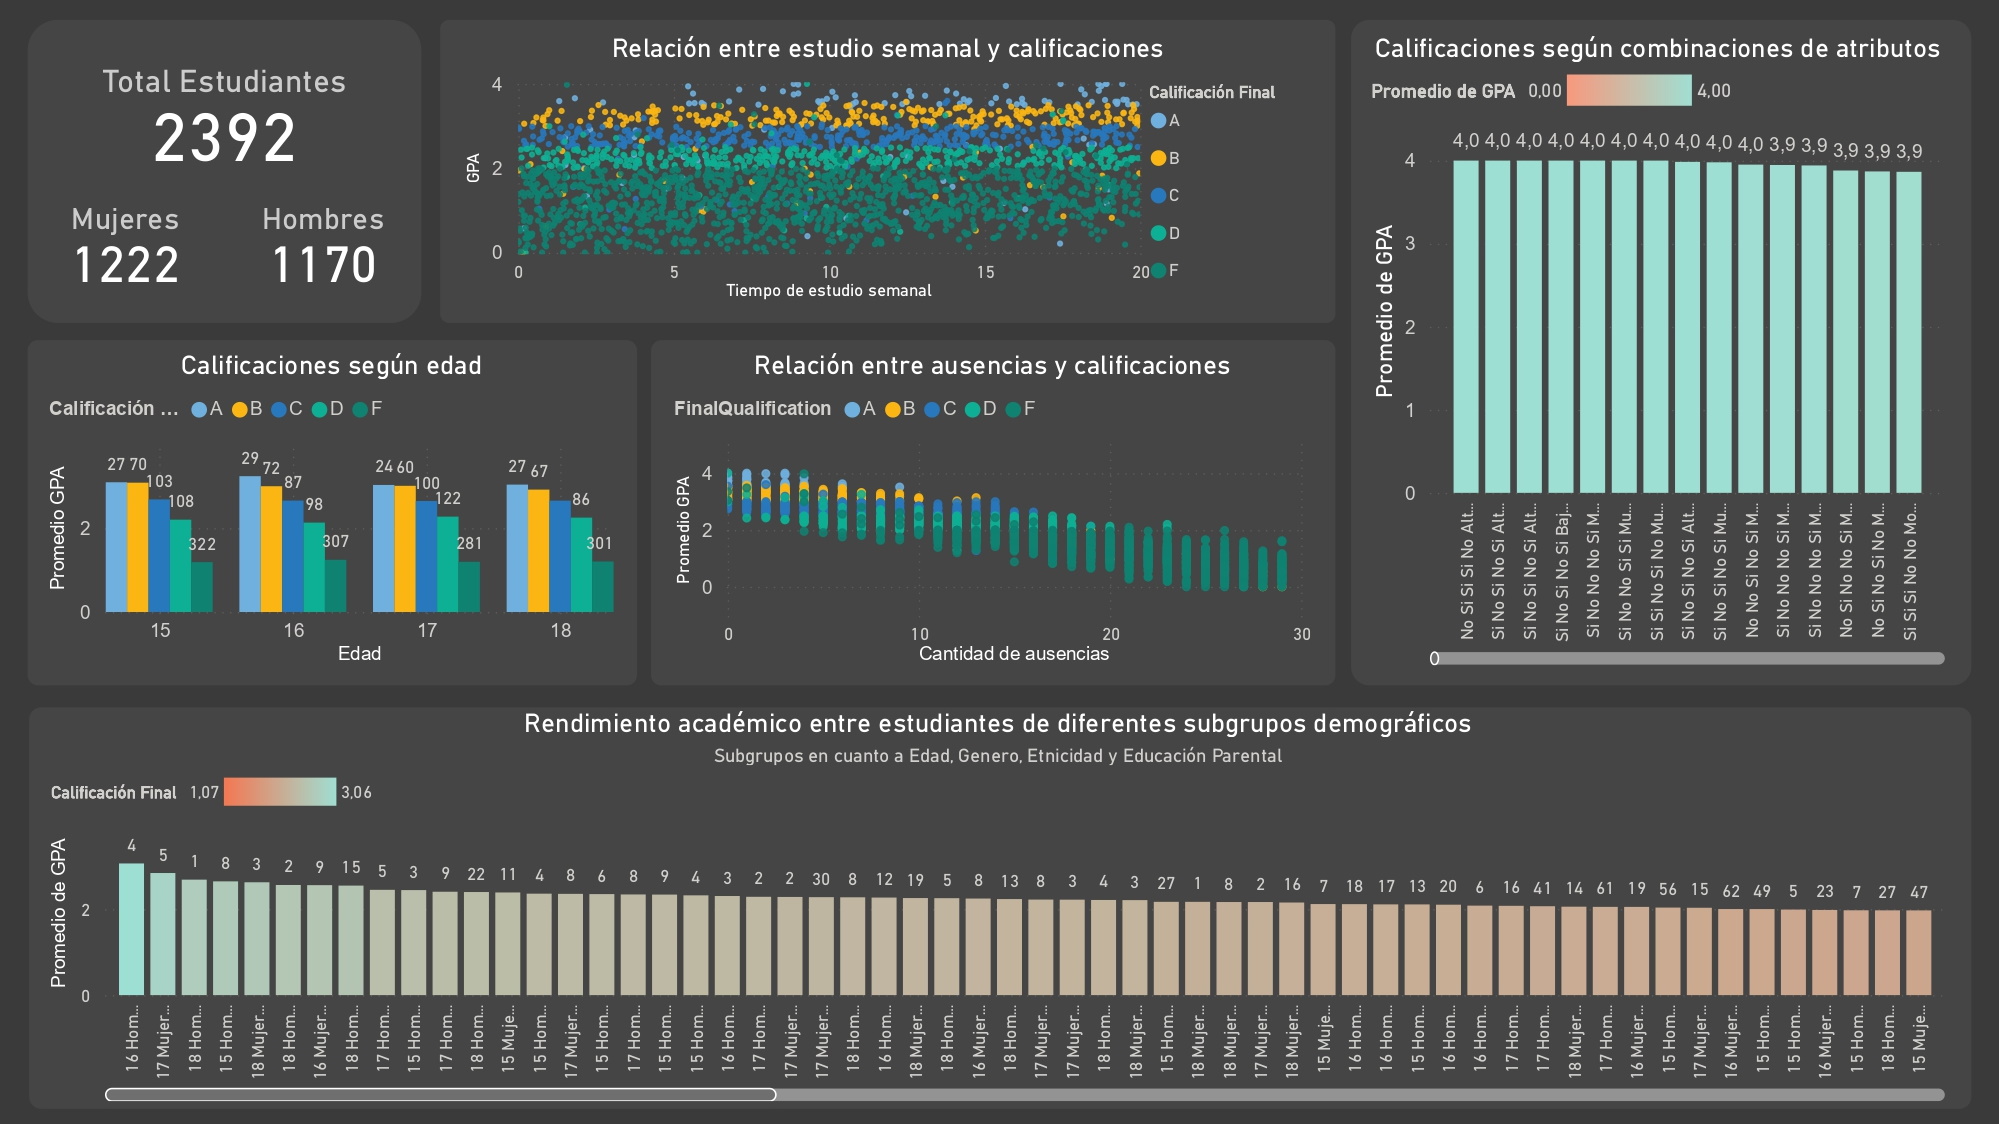 Total Estudiantes
2392
Mujeres
1222
Hombres
1170
Relación entre estudio semanal y calificaciones
GPA
4
2
0
0 5 10 15 20
Tiempo de estudio semanal
Calificación Final
A
B
C
D
F
Calificaciones según combinaciones de atributos
Promedio de GPA 0,00 4,00
4,0 4,0 4,0 4,0 4,0 4,0 4,0 4,0 4,0 4,0 3,9 3,9 3,9 3,9 3,9
Promedio de GPA
4
3
2
1
0
No Si Si Si No Alt...
Si No Si No Si Alt...
Si No Si No Si Alt...
Si No Si No Si Baj...
Si No No No Si M...
Si No No Si Si Mu...
Si Si No Si No Mu...
Si No No Si Si Alt...
Si No No Si Si Mu...
No No Si No Si M...
Si No Si No No M...
Si No No Si No M...
No Si No No Si M...
No No Si No No M...
Si Si No Si No Mo...
Calificaciones según edad
Calificación ... A B C D F
Promedio GPA
2
0
27 70 103 108 322
29 72 87 98 307
24 60 100 122 281
27 67 86 301
15 16 17 18
Edad
Relación entre ausencias y calificaciones
FinalQualification A B C D F
Promedio GPA
4
2
0
0 10 20 30
Cantidad de ausencias
Rendimiento académico entre estudiantes de diferentes subgrupos demográficos
Subgrupos en cuanto a Edad, Genero, Etnicidad y Educación Parental
Calificación Final 1,07 3,06
Promedio de GPA
2
0
4 5 1 8 3 2 9 15 5 3 9 22 11 4 8 6 8 9 4 3 2 2 30 8 12 19 5 8 13 8 3 4 3 27 1 8 2 16 7 18 17 13 20 6 16 41 14 61 19 56 15 62 49 5 23 7 27 47
16 Hom...
17 Mujer...
18 Hom...
15 Hom...
18 Mujer...
18 Hom...
16 Mujer...
18 Hom...
17 Hom...
15 Hom...
17 Hom...
18 Hom...
15 Muje...
15 Hom...
17 Mujer...
15 Hom...
17 Hom...
15 Hom...
15 Hom...
16 Hom...
17 Hom...
17 Mujer...
17 Mujer...
18 Hom...
16 Hom...
18 Mujer...
18 Hom...
16 Mujer...
18 Hom...
17 Mujer...
17 Mujer...
18 Hom...
18 Mujer...
15 Hom...
18 Mujer...
18 Mujer...
17 Mujer...
18 Mujer...
15 Muje...
16 Hom...
16 Hom...
15 Hom...
16 Hom...
16 Hom...
17 Hom...
17 Hom...
18 Mujer...
17 Hom...
16 Mujer...
15 Hom...
17 Mujer...
16 Mujer...
15 Hom...
15 Hom...
16 Mujer...
15 Hom...
18 Hom...
15 Muje...